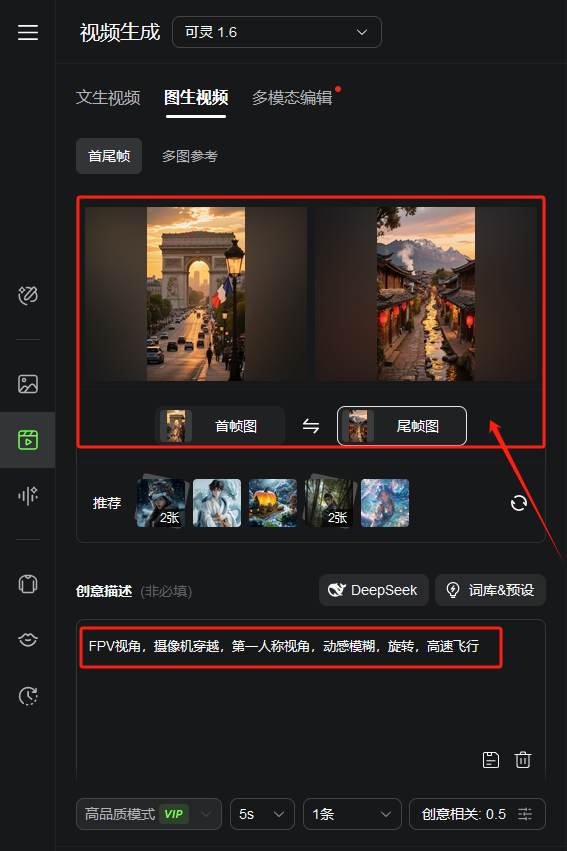 视频生成
可灵 1.6
文生视频
图生视频
多模态编辑
首尾帧
多图参考
首帧图
尾帧图
推荐
2张
2张
创意描述 (非必填)
DeepSeek
词库&预设
FPV视角，摄像机穿越，第一人称视角，动感模糊，旋转，高速飞行
高品质模式 VIP
5s
1条
创意相关: 0.5